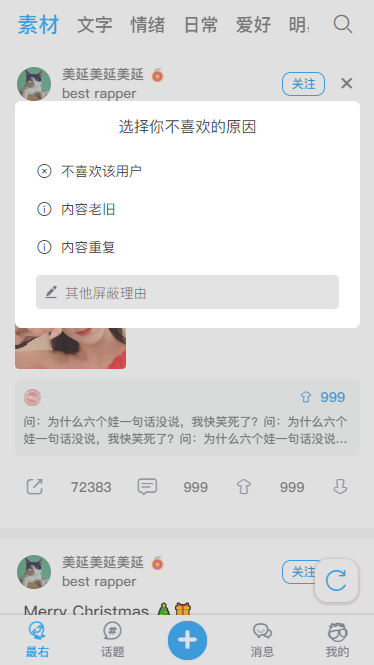 素材 文字 情绪 日常 爱好
美延美延美延
best rapper
关注
选择你不喜欢的原因
不喜欢该用户
内容老旧
内容重复
其他屏蔽理由
999
问：为什么六个娃一句话没说，我快笑死了？问：为什么六个
娃一句话没说，我快笑死了？问：为什么六个娃一句话没说...
72383 999 999
美延美延美延
best rapper
关注
Merry Christmas
最右 话题 消息 我的